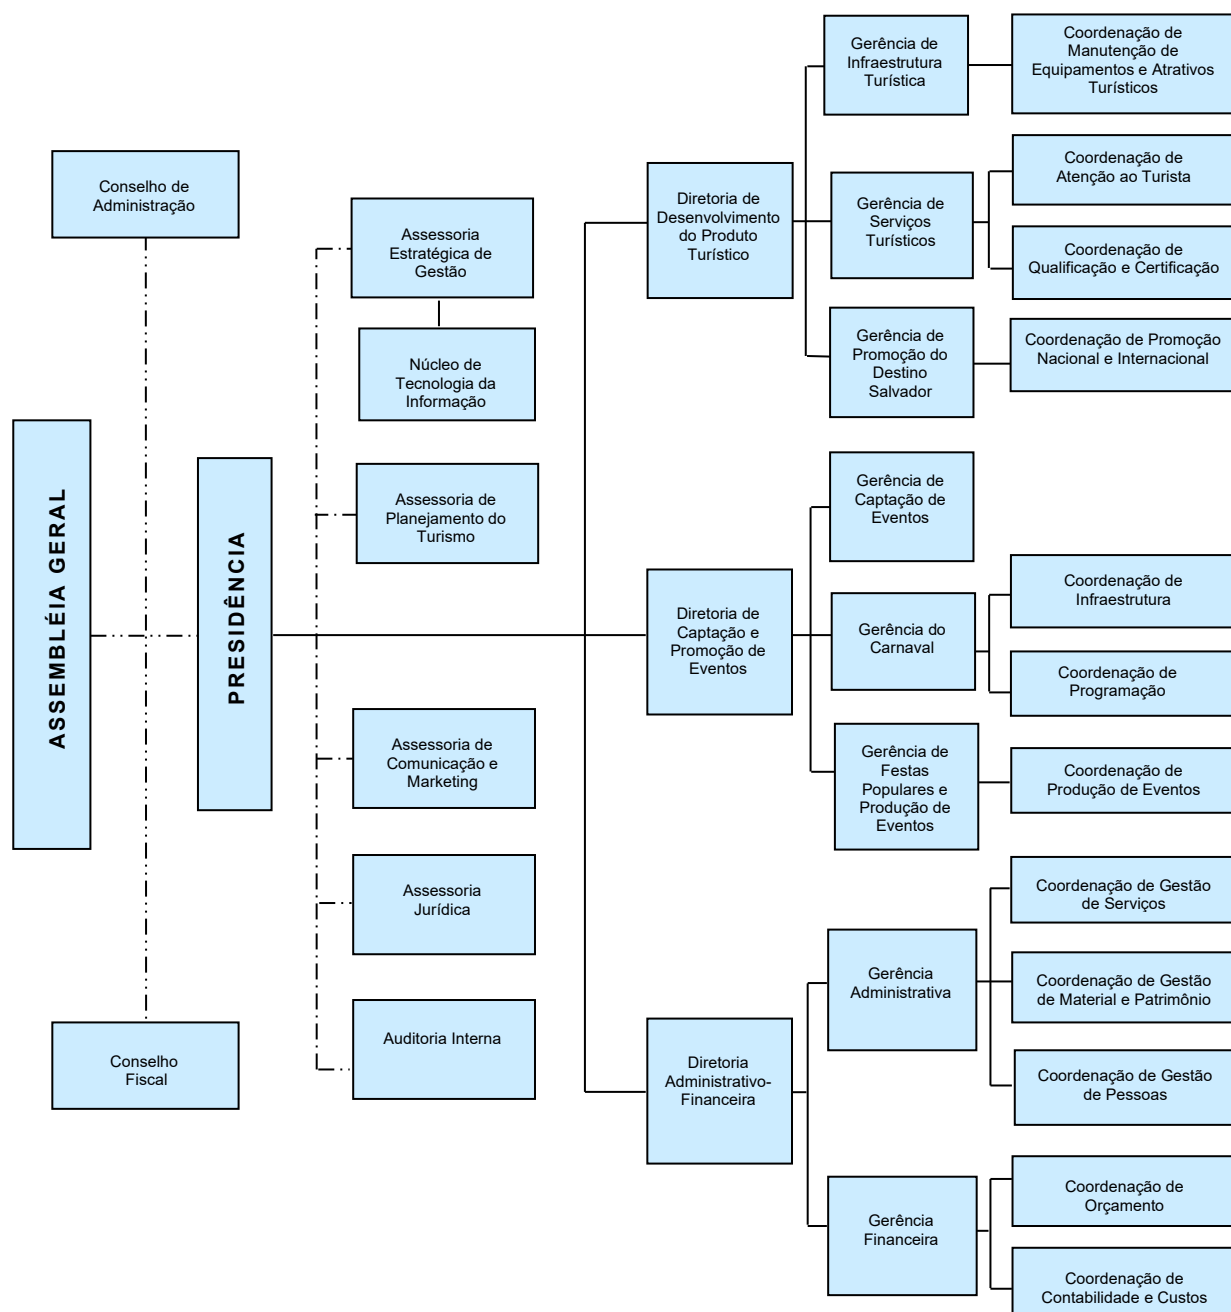 Conselho de
Administração
ASSEMBLÉIA GERAL
Conselho
Fiscal
PRESIDÊNCIA
Assessoria
Estratégica de
Gestão
Núcleo de
Tecnologia da
Informação
Assessoria de
Planejamento do
Turismo
Assessoria de
Comunicação e
Marketing
Assessoria
Jurídica
Auditoria Interna
Diretoria de
Desenvolvimento
do Produto
Turístico
Gerência de
Infraestrutura
Turística
Coordenação de
Manutenção de
Equipamentos e Atrativos
Turísticos
Gerência de
Serviços
Turísticos
Coordenação de
Atenção ao Turista
Coordenação de
Qualificação e Certificação
Gerência de
Promoção do
Destino
Salvador
Coordenação de Promoção
Nacional e Internacional
Diretoria de
Captação e
Promoção de
Eventos
Gerência de
Captação de
Eventos
Gerência do
Carnaval
Coordenação de
Infraestrutura
Coordenação de
Programação
Gerência de
Festas
Populares e
Produção de
Eventos
Coordenação de
Produção de Eventos
Diretoria
Administrativo-
Financeira
Gerência
Administrativa
Coordenação de Gestão
de Serviços
Coordenação de Gestão
de Material e Patrimônio
Coordenação de Gestão
de Pessoas
Gerência
Financeira
Coordenação de
Orçamento
Coordenação de
Contabilidade e Custos